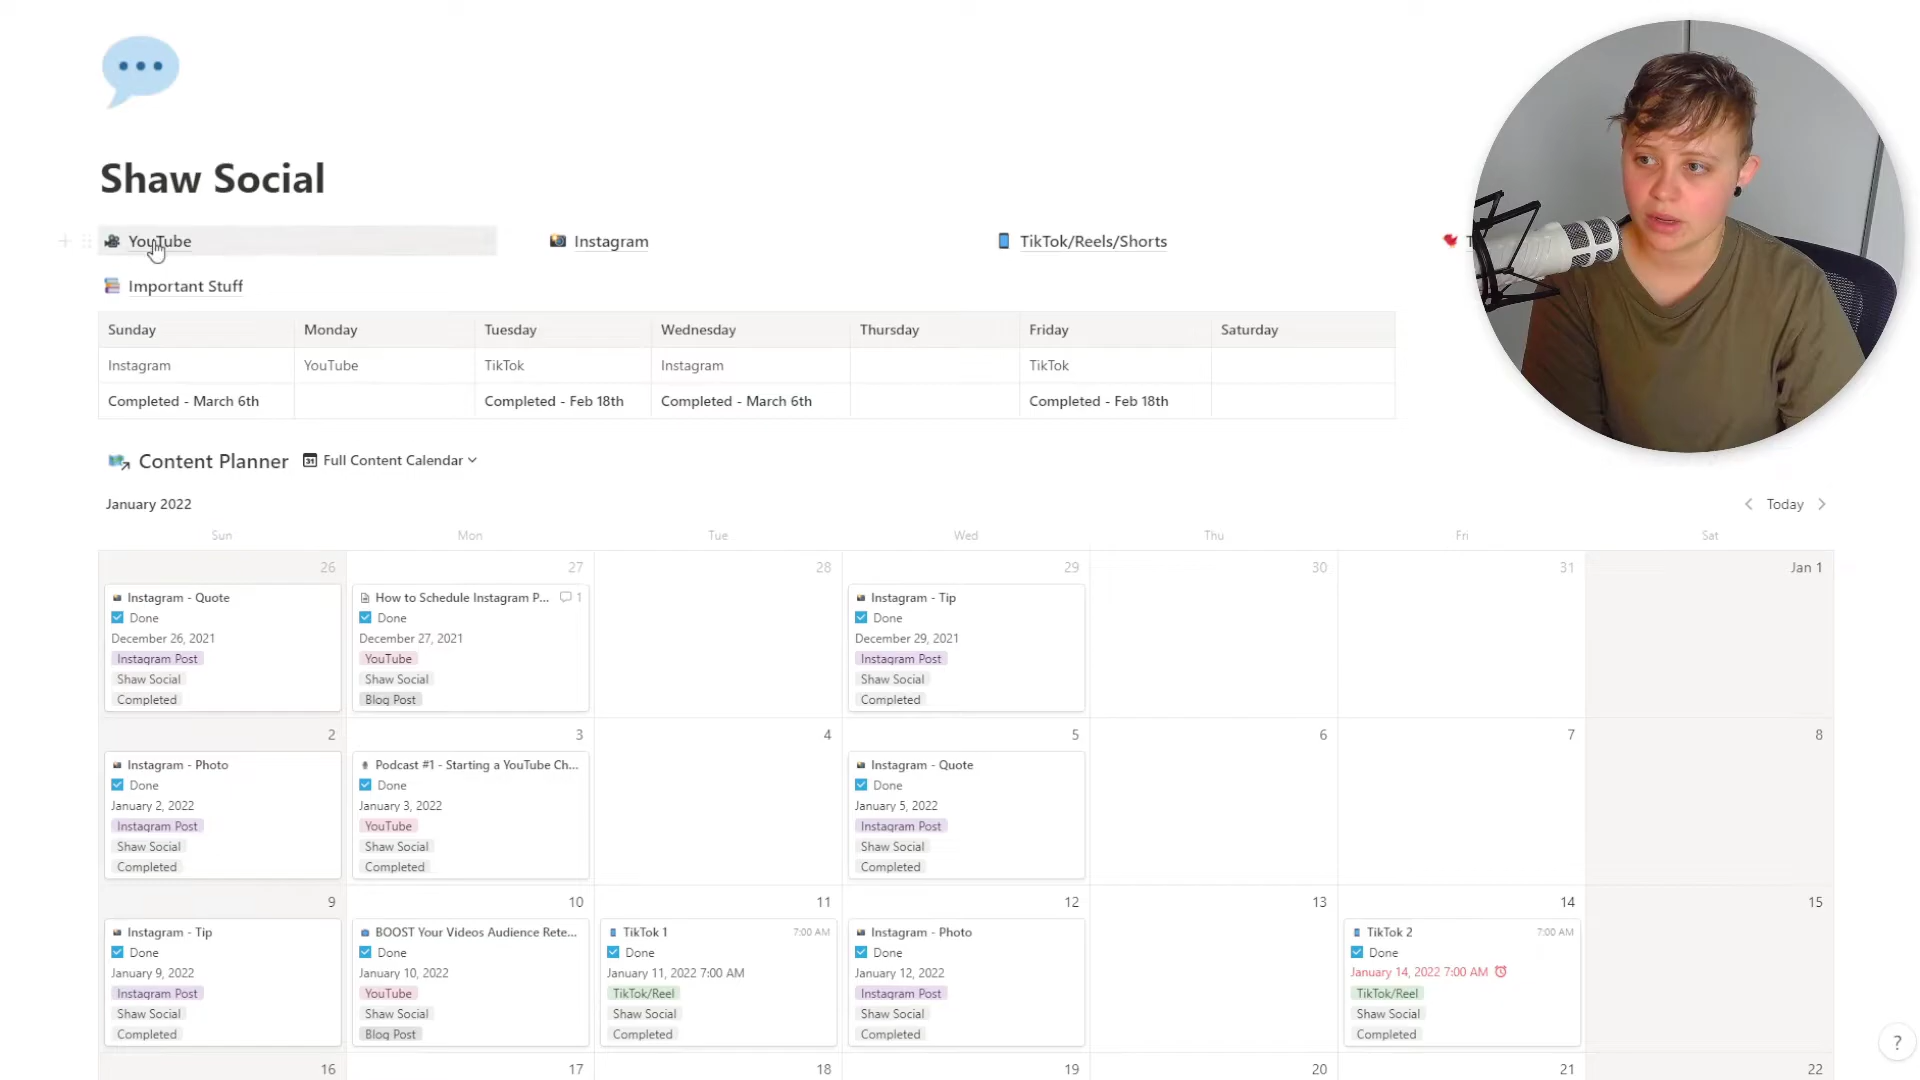 Shaw Social
YouTube Instagram TikTok/Reels/Shorts
Important Stuff
Sunday Monday Tuesday Wednesday Thursday Friday Saturday
Instagram YouTube TikTok Instagram TikTok
Completed - March 6th Completed - Feb 18th Completed - March 6th Completed - Feb 18th
Content Planner 31 Full Content Calendar
January 2022 Today
Sun Mon Tue Wed Thu Fri Sat
26 27 28 29 30 31 Jan 1
Instagram - Quote How to Schedule Instagram P... 1 Instagram - Tip
Done Done Done
December 26, 2021 December 27, 2021 December 29, 2021
Instagram Post YouTube Instagram Post
Shaw Social Shaw Social Shaw Social
Completed Blog Post Completed
2 3 4 5 6 7 8
Instagram - Photo Podcast #1 - Starting a YouTube Ch... Instagram - Quote
Done Done Done
January 2, 2022 January 3, 2022 January 5, 2022
Instagram Post YouTube Instagram Post
Shaw Social Shaw Social Shaw Social
Completed Completed Completed
9 10 11 12 13 14 15
Instagram - Tip BOOST Your Videos Audience Rete... TikTok 1 7:00 AM Instagram - Photo TikTok 2 7:00 AM
Done Done Done Done Done
January 9, 2022 January 10, 2022 January 11, 2022 7:00 AM January 12, 2022 January 14, 2022 7:00 AM
Instagram Post YouTube TikTok/Reel Instagram Post TikTok/Reel
Shaw Social Shaw Social Shaw Social Shaw Social Shaw Social
Completed Blog Post Completed Completed Completed
16 17 18 19 20 21 22
?